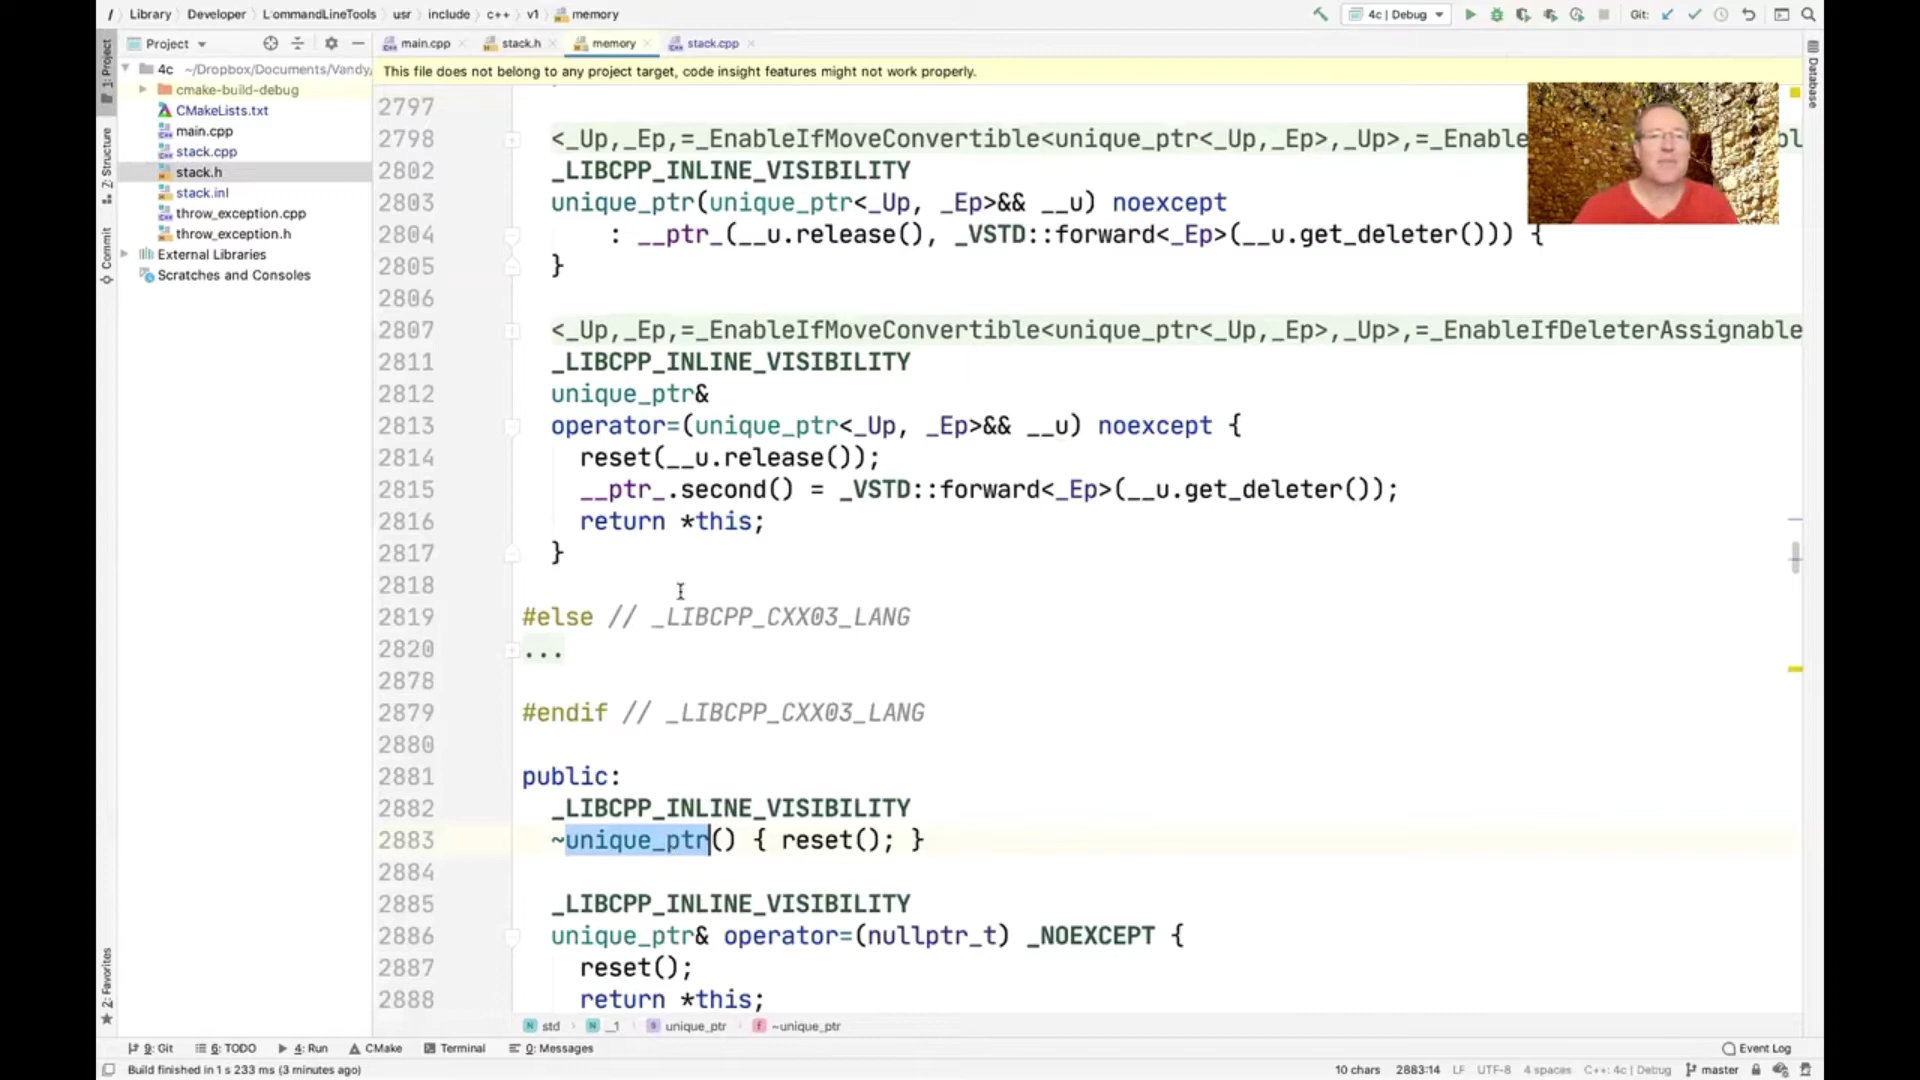 / Library Developer CommandLineTools usr include c++ v1 memory
4c | Debug
Git:
1: Project
Z: Structure
Commit
2: Favorites
Database
Project
4c ~/Dropbox/Documents/Vandy/
cmake-build-debug
CMakeLists.txt
main.cpp
stack.cpp
stack.h
stack.inl
throw_exception.cpp
throw_exception.h
External Libraries
Scratches and Consoles
main.cpp stack.h memory stack.cpp
This file does not belong to any project target, code insight features might not work properly.
2797
2798 <_Up,_Ep,=_EnableIfMoveConvertible<unique_ptr<_Up,_Ep>,_Up>,=_Enable
2802 _LIBCPP_INLINE_VISIBILITY
2803 unique_ptr(unique_ptr<_Up, _Ep>&& __u) noexcept
2804 : __ptr_(__u.release(), _VSTD::forward<_Ep>(__u.get_deleter())) {
2805 }
2806
2807 <_Up,_Ep,=_EnableIfMoveConvertible<unique_ptr<_Up,_Ep>,_Up>,=_EnableIfDeleterAssignable
2811 _LIBCPP_INLINE_VISIBILITY
2812 unique_ptr&
2813 operator=(unique_ptr<_Up, _Ep>&& __u) noexcept {
2814 reset(__u.release());
2815 __ptr_.second() = _VSTD::forward<_Ep>(__u.get_deleter());
2816 return *this;
2817 }
2818
2819 #else // _LIBCPP_CXX03_LANG
2820 ...
2878
2879 #endif // _LIBCPP_CXX03_LANG
2880
2881 public:
2882 _LIBCPP_INLINE_VISIBILITY
2883 ~unique_ptr() { reset(); }
2884
2885 _LIBCPP_INLINE_VISIBILITY
2886 unique_ptr& operator=(nullptr_t) _NOEXCEPT {
2887 reset();
2888 return *this;
std __1 unique_ptr ~unique_ptr
9: Git 6: TODO 4: Run CMake Terminal 0: Messages Event Log
Build finished in 1 s 233 ms (3 minutes ago) 10 chars 2883:14 LF UTF-8 4 spaces C++: 4c | Debug master